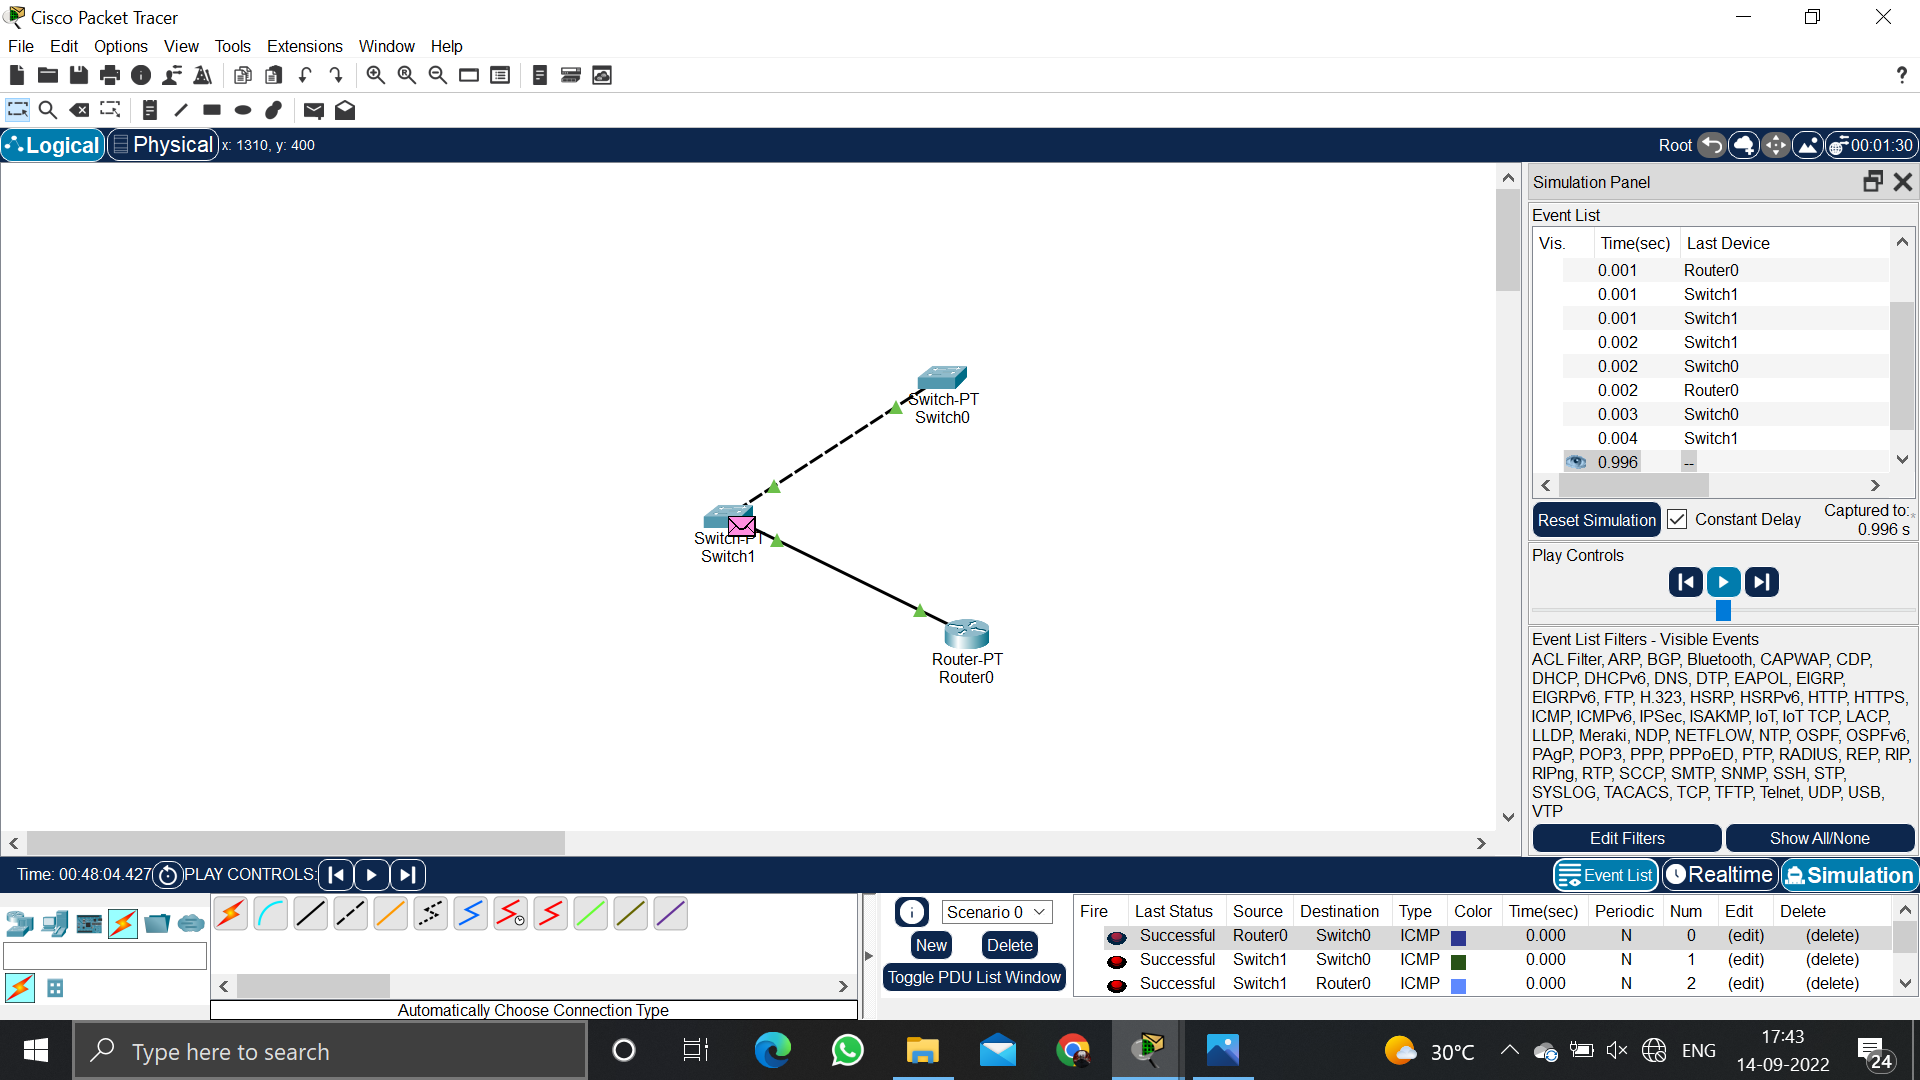 Cisco Packet Tracer
File Edit Options View Tools Extensions Window Help
?
Logical Physical x: 1310, y: 400 Root 00:01:30
Switch-PT
Switch0
Switch-PT
Switch1
Router-PT
Router0
Simulation Panel
Event List
Vis. Time(sec) Last Device
0.001 Router0
0.001 Switch1
0.001 Switch1
0.002 Switch1
0.002 Switch0
0.002 Router0
0.003 Switch0
0.004 Switch1
0.996 --
Reset Simulation Constant Delay Captured to:*
0.996 s
Play Controls
Event List Filters - Visible Events
ACL Filter, ARP, BGP, Bluetooth, CAPWAP, CDP,
DHCP, DHCPv6, DNS, DTP, EAPOL, EIGRP,
EIGRPv6, FTP, H.323, HSRP, HSRPv6, HTTP, HTTPS,
ICMP, ICMPv6, IPSec, ISAKMP, IoT, IoT TCP, LACP,
LLDP, Meraki, NDP, NETFLOW, NTP, OSPF, OSPFv6,
PAgP, POP3, PPP, PPPoED, PTP, RADIUS, REP, RIP,
RIPng, RTP, SCCP, SMTP, SNMP, SSH, STP,
SYSLOG, TACACS, TCP, TFTP, Telnet, UDP, USB,
VTP
Edit Filters Show All/None
Time: 00:48:04.427 PLAY CONTROLS: Event List Realtime Simulation
Automatically Choose Connection Type
Scenario 0
New Delete
Toggle PDU List Window
Fire Last Status Source Destination Type Color Time(sec) Periodic Num Edit Delete
Successful Router0 Switch0 ICMP 0.000 N 0 (edit) (delete)
Successful Switch1 Switch0 ICMP 0.000 N 1 (edit) (delete)
Successful Switch1 Router0 ICMP 0.000 N 2 (edit) (delete)
Type here to search
30°C ENG
17:43
14-09-2022
24